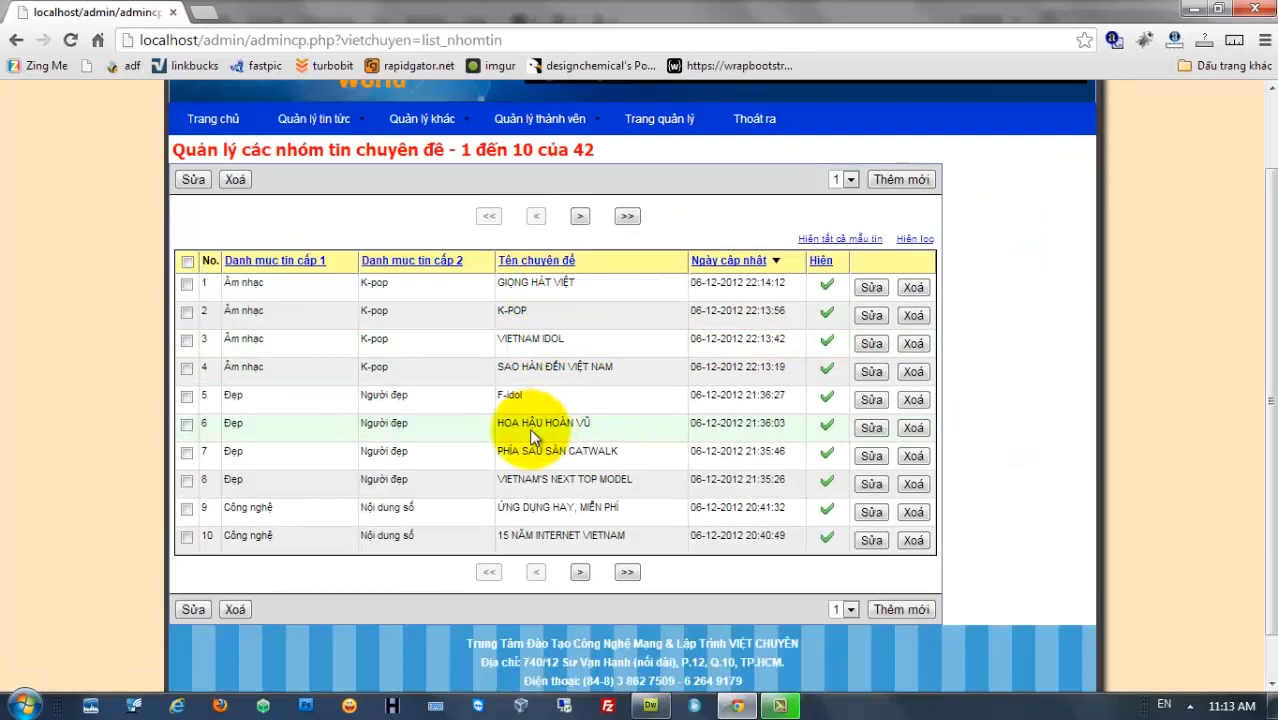 localhost/admin/admincp
localhost/admin/admincp.php?vietchuyen=list_nhomtin
Zing Me adf linkbucks fastpic turbobit rapidgator.net imgur designchemical's Po... https://wrapbootstr... Dấu trang khác
world
Trang chủ Quản lý tin tức Quản lý khác Quản lý thành vên Trang quản lý Thoát ra
Quản lý các nhóm tin chuyên đề - 1 đến 10 của 42
Sửa Xoá 1 Thêm mới
<< < > >>
Hiện tất cả mẫu tin Hiện lọc
No. Danh mục tin cấp 1 Danh mục tin cấp 2 Tên chuyên đề Ngày cập nhật Hiện
1 Âm nhạc K-pop GIỌNG HÁT VIỆT 06-12-2012 22:14:12 Sửa Xoá
2 Âm nhạc K-pop K-POP 06-12-2012 22:13:56 Sửa Xoá
3 Âm nhạc K-pop VIETNAM IDOL 06-12-2012 22:13:42 Sửa Xoá
4 Âm nhạc K-pop SAO HÀN ĐẾN VIỆT NAM 06-12-2012 22:13:19 Sửa Xoá
5 Đẹp Người đẹp F-idol 06-12-2012 21:36:27 Sửa Xoá
6 Đẹp Người đẹp HOA HẬU HOÀN VŨ 06-12-2012 21:36:03 Sửa Xoá
7 Đẹp Người đẹp PHÍA SAU SÀN CATWALK 06-12-2012 21:35:46 Sửa Xoá
8 Đẹp Người đẹp VIETNAM'S NEXT TOP MODEL 06-12-2012 21:35:26 Sửa Xoá
9 Công nghệ Nội dung số ỨNG DỤNG HAY, MIỄN PHÍ 06-12-2012 20:41:32 Sửa Xoá
10 Công nghệ Nội dung số 15 NĂM INTERNET VIETNAM 06-12-2012 20:40:49 Sửa Xoá
<< < > >>
Sửa Xoá 1 Thêm mới
Trung Tâm Đào Tạo Công Nghệ Mạng & Lập Trình VIỆT CHUYÊN
Địa chỉ: 740/12 Sư Vạn Hạnh (nối dài), P.12, Q.10, TP.HCM.
Điện thoại: (84-8) 3 862 7509 - 6 264 9179
EN 11:13 AM